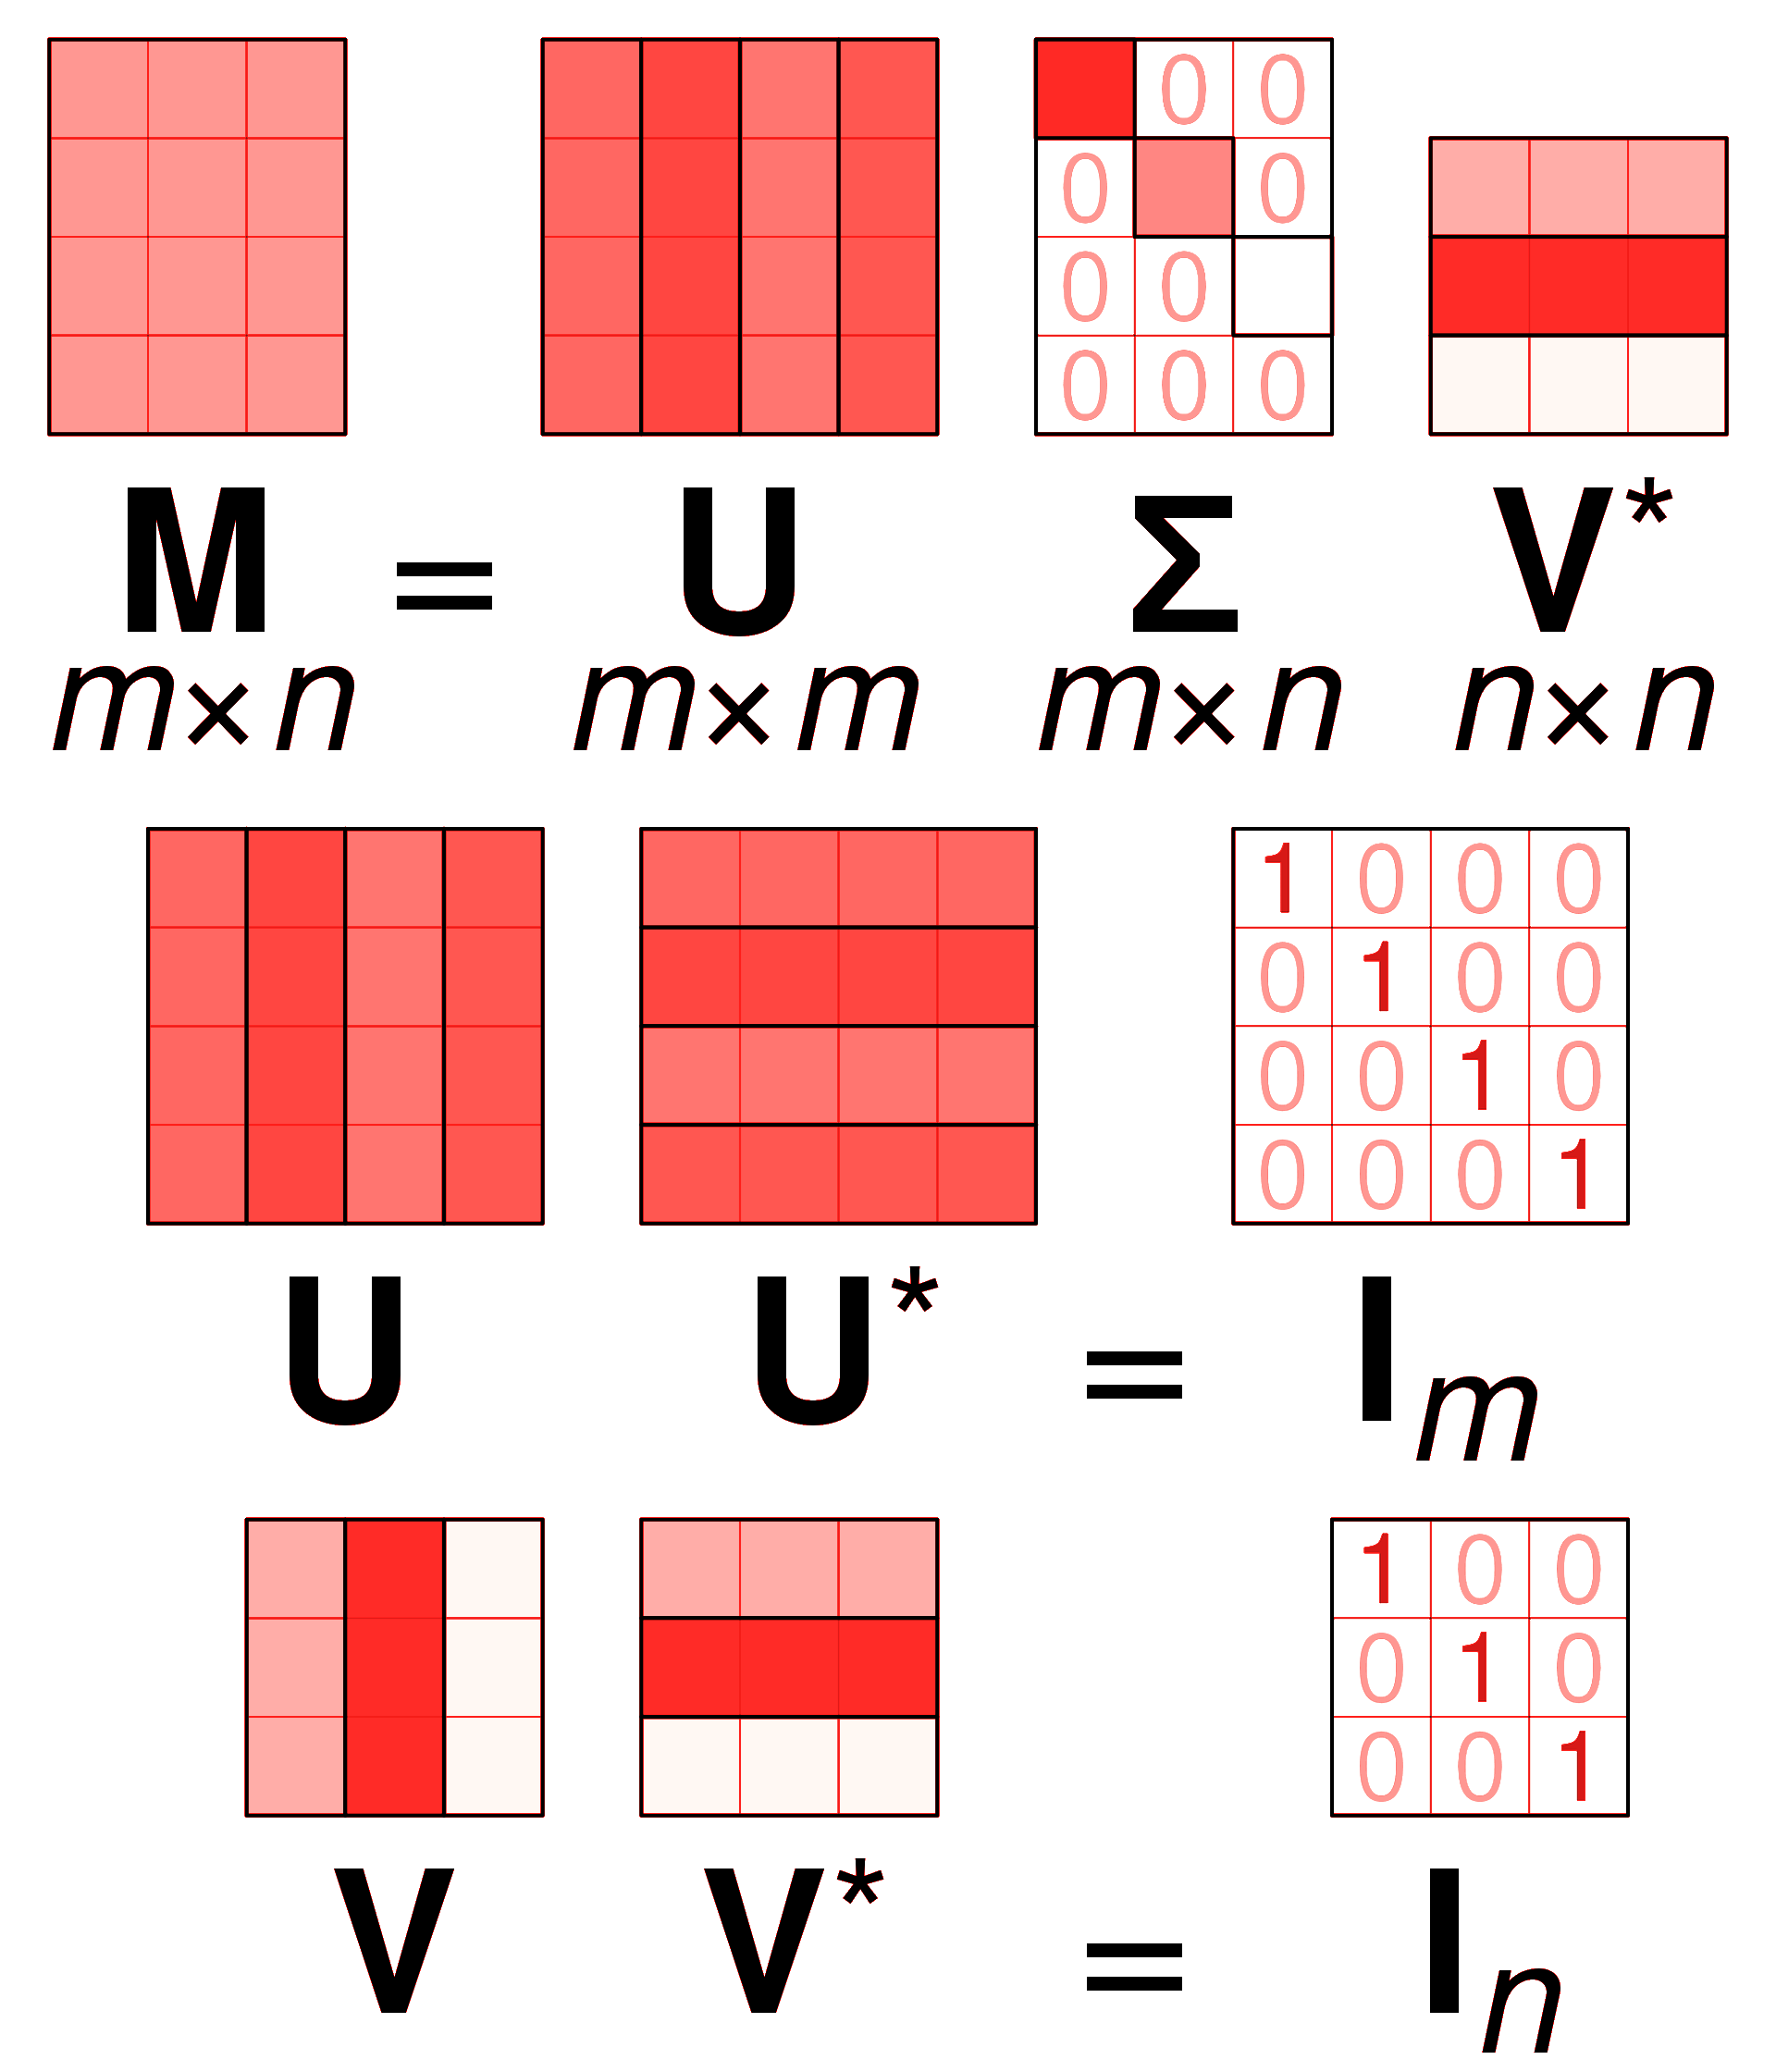 0 0
0 0
0 0
0 0 0
M = U Σ V*
m×n m×m m×n n×n
1 0 0 0
0 1 0 0
0 0 1 0
0 0 0 1
U U* = Im
1 0 0
0 1 0
0 0 1
V V* = In